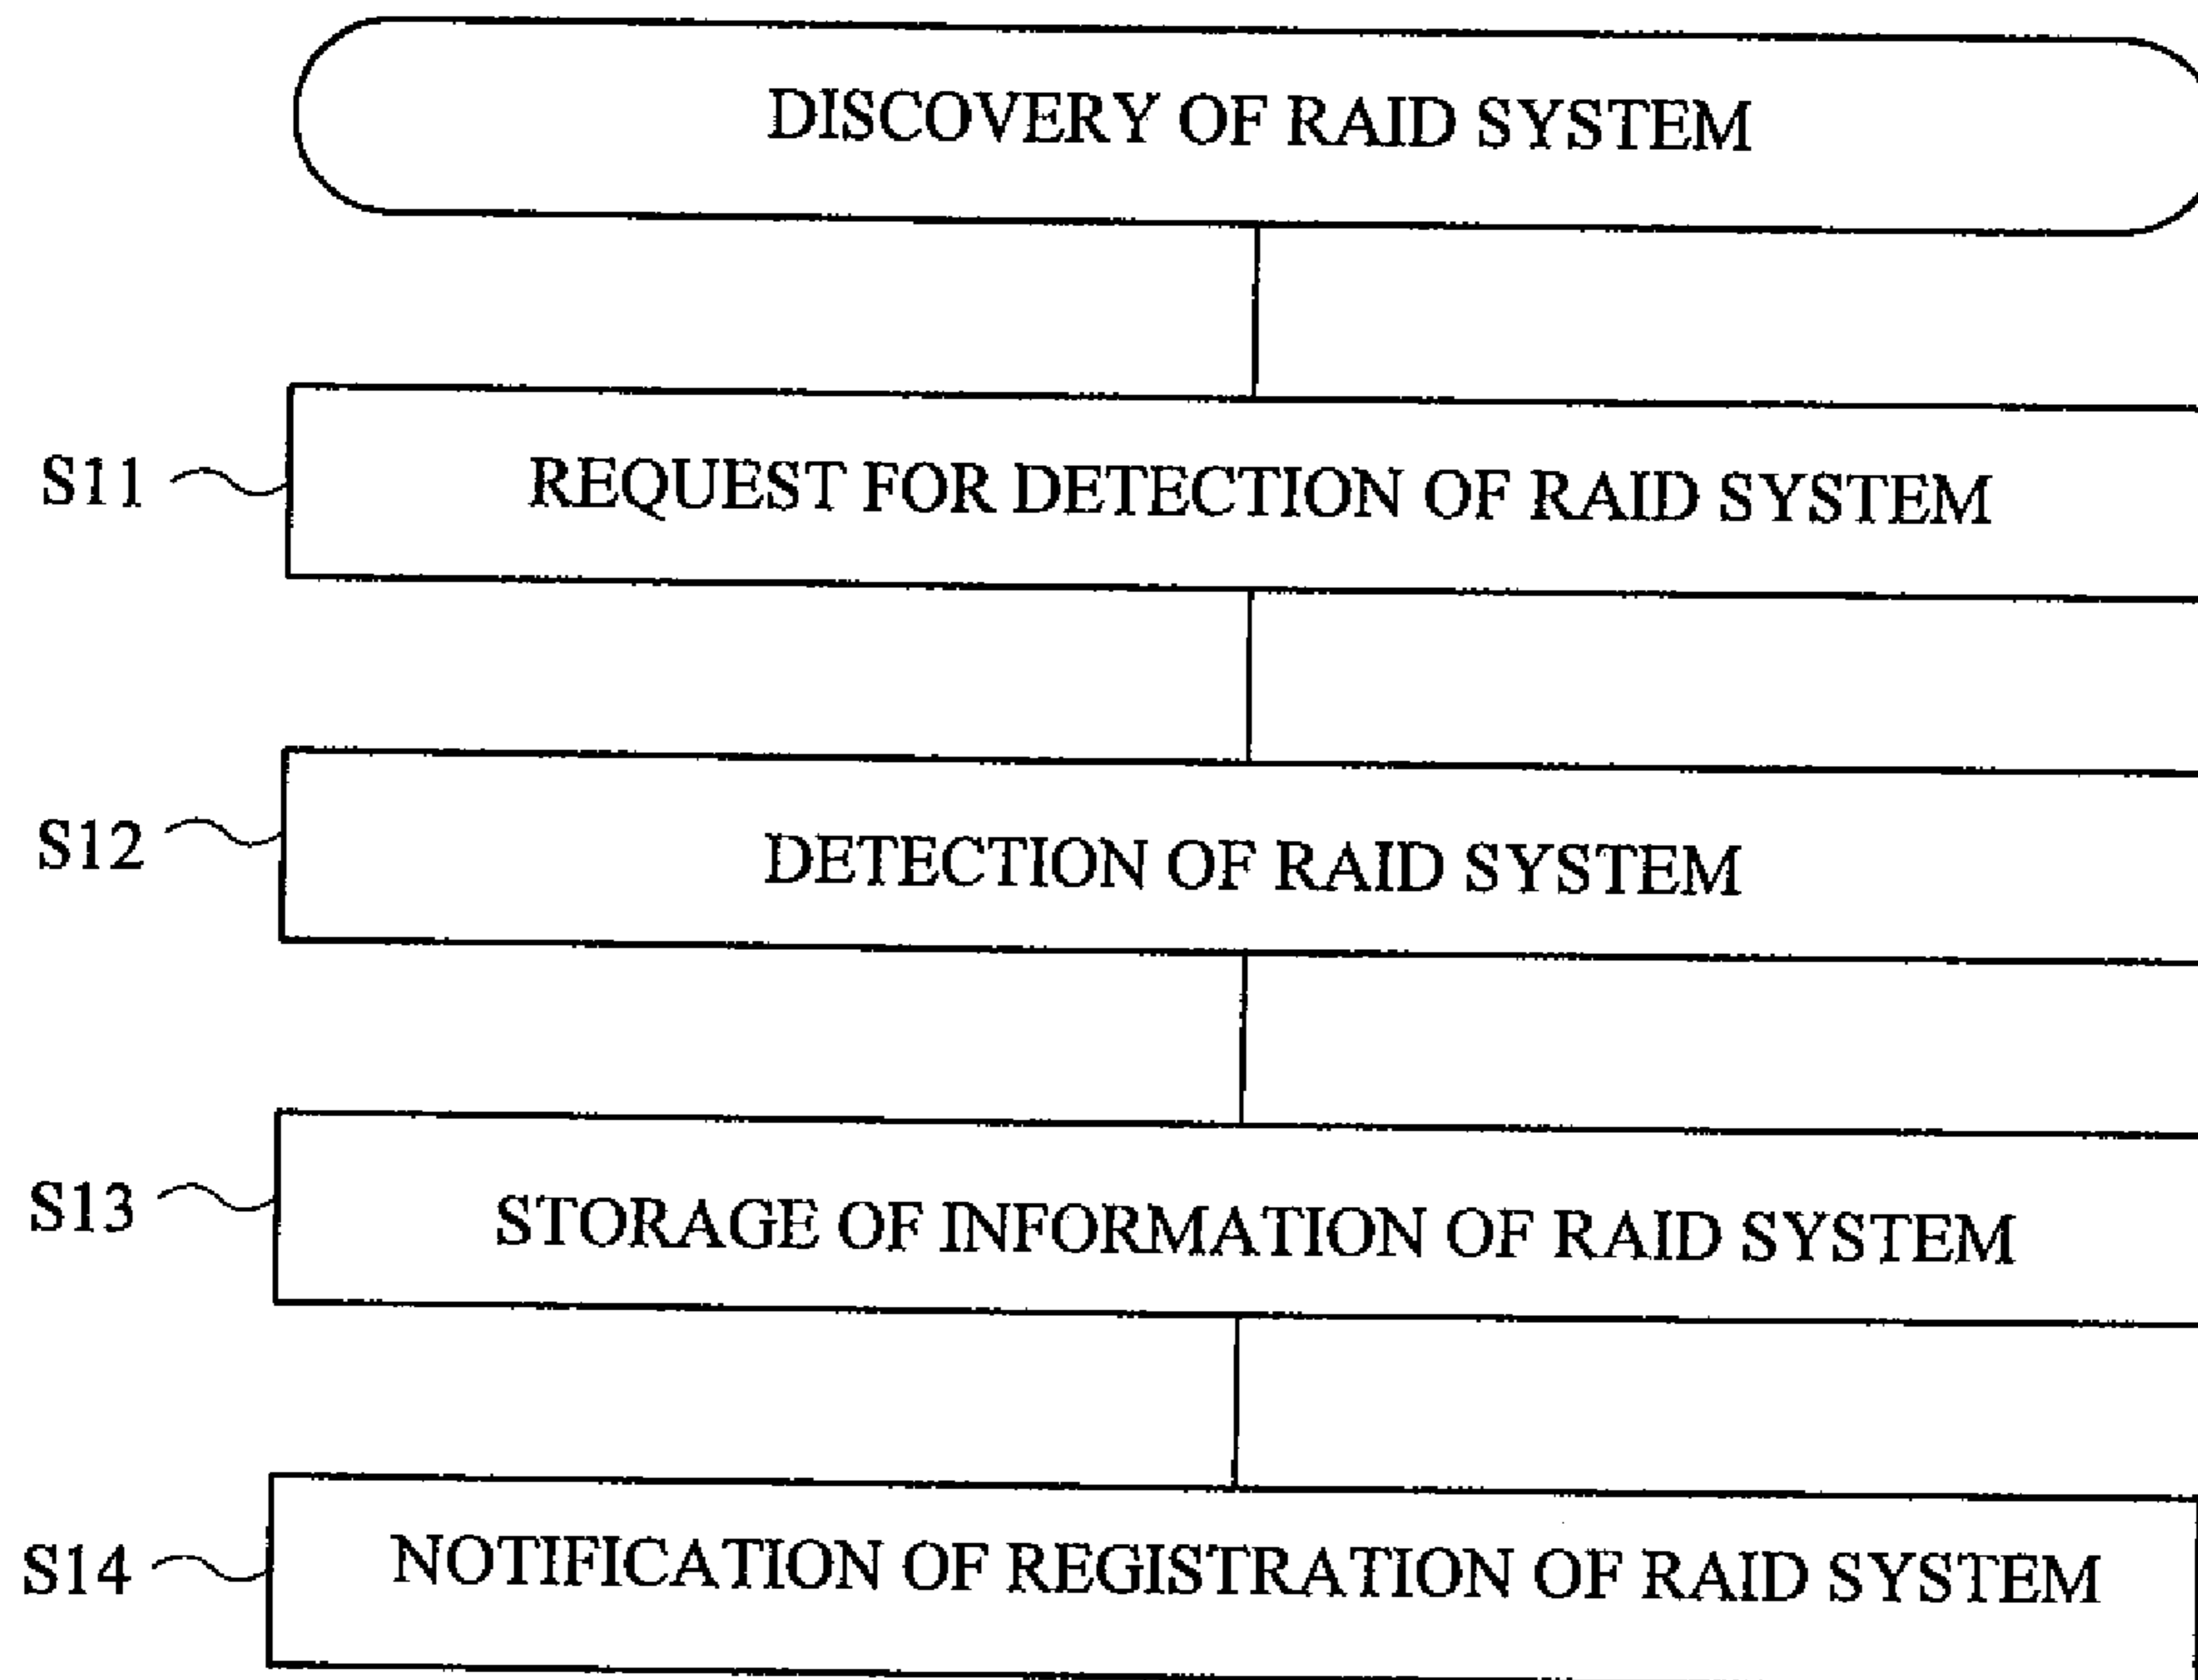 DISCOVERY OF RAID SYSTEM
S11 REQUEST FOR DETECTION OF RAID SYSTEM
S12 DETECTION OF RAID SYSTEM
S13 STORAGE OF INFORMATION OF RAID SYSTEM
S14 NOTIFICATION OF REGISTRATION OF RAID SYSTEM